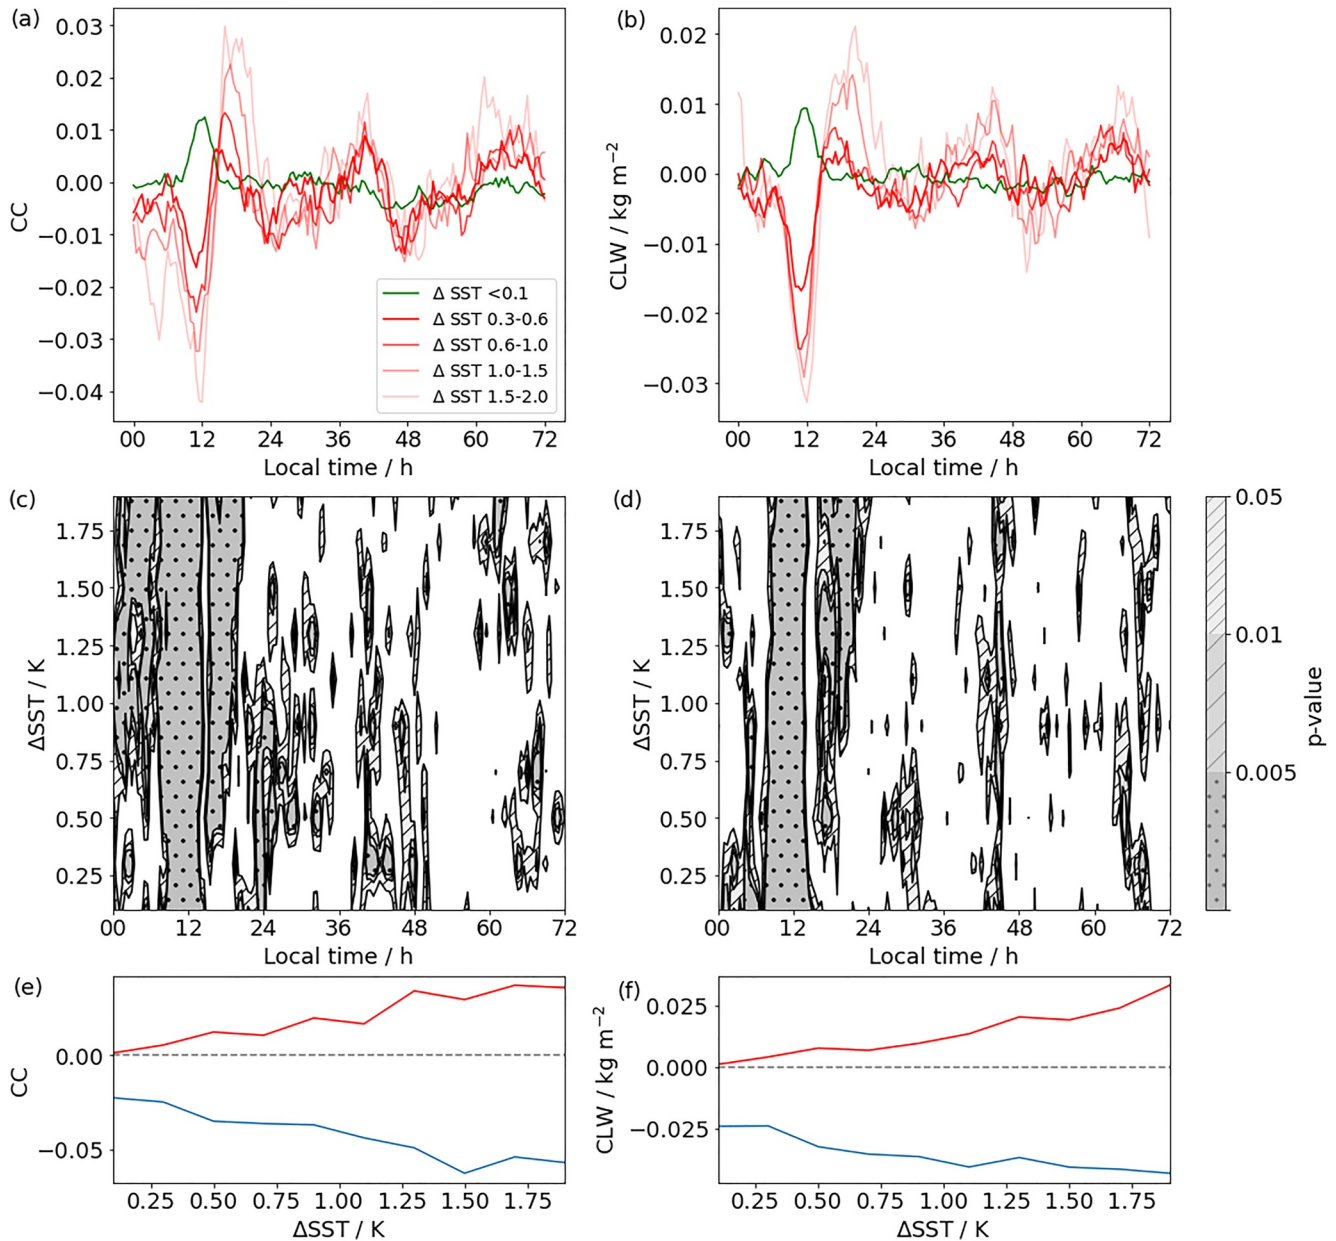 (a)
0.03
0.02
0.01
0.00
−0.01
−0.02
−0.03
−0.04
CC
Δ SST <0.1
Δ SST 0.3-0.6
Δ SST 0.6-1.0
Δ SST 1.0-1.5
Δ SST 1.5-2.0
00 12 24 36 48 60 72
Local time / h
(b)
0.02
0.01
0.00
−0.01
−0.02
−0.03
CLW / kg m−2
00 12 24 36 48 60 72
Local time / h
(c)
1.75
1.50
1.25
1.00
0.75
0.50
0.25
ΔSST / K
00 12 24 36 48 60 72
Local time / h
(d)
1.75
1.50
1.25
1.00
0.75
0.50
0.25
ΔSST / K
00 12 24 36 48 60 72
Local time / h
0.05
0.01
0.005
p-value
(e)
0.00
−0.05
CC
0.25 0.50 0.75 1.00 1.25 1.50 1.75
ΔSST / K
(f)
0.025
0.000
−0.025
CLW / kg m−2
0.25 0.50 0.75 1.00 1.25 1.50 1.75
ΔSST / K